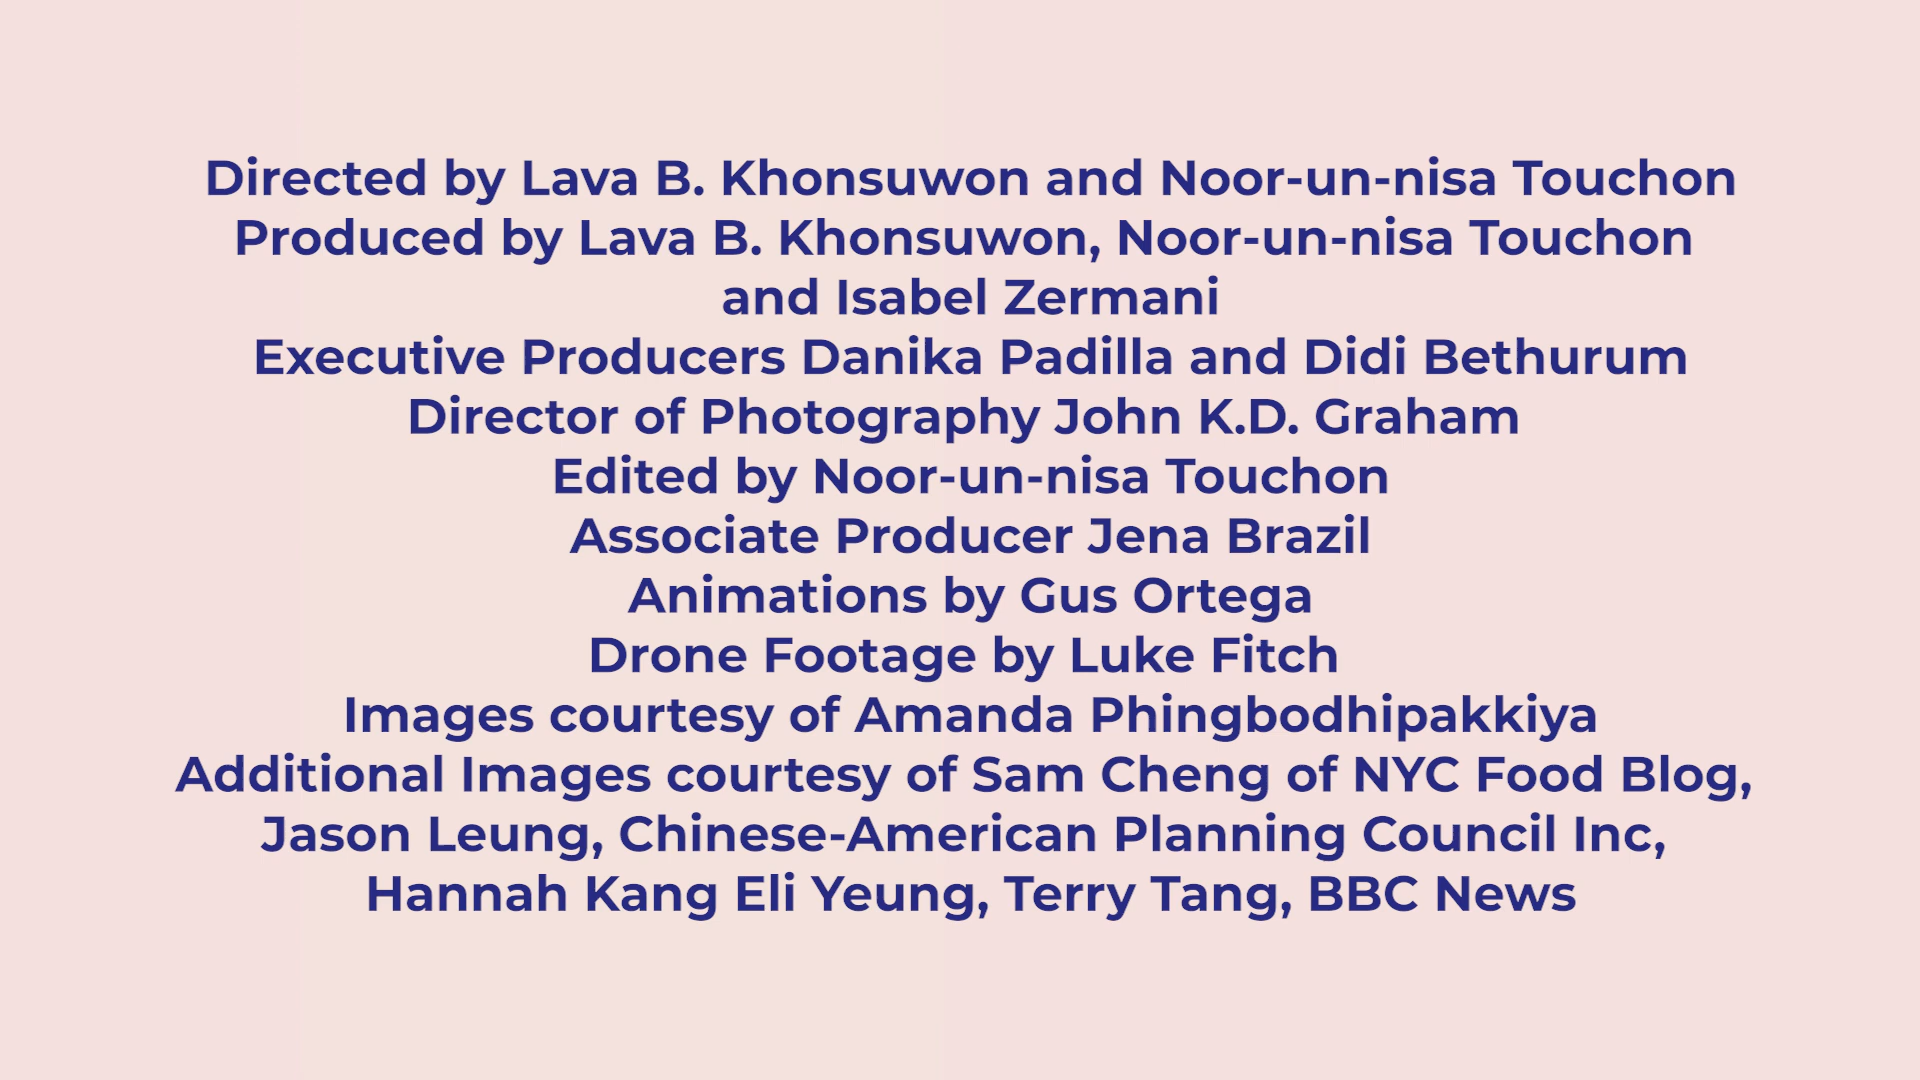 Directed by Lava B. Khonsuwon and Noor-un-nisa Touchon
Produced by Lava B. Khonsuwon, Noor-un-nisa Touchon
and Isabel Zermani
Executive Producers Danika Padilla and Didi Bethurum
Director of Photography John K.D. Graham
Edited by Noor-un-nisa Touchon
Associate Producer Jena Brazil
Animations by Gus Ortega
Drone Footage by Luke Fitch
Images courtesy of Amanda Phingbodhipakkiya
Additional Images courtesy of Sam Cheng of NYC Food Blog,
Jason Leung, Chinese-American Planning Council Inc,
Hannah Kang Eli Yeung, Terry Tang, BBC News